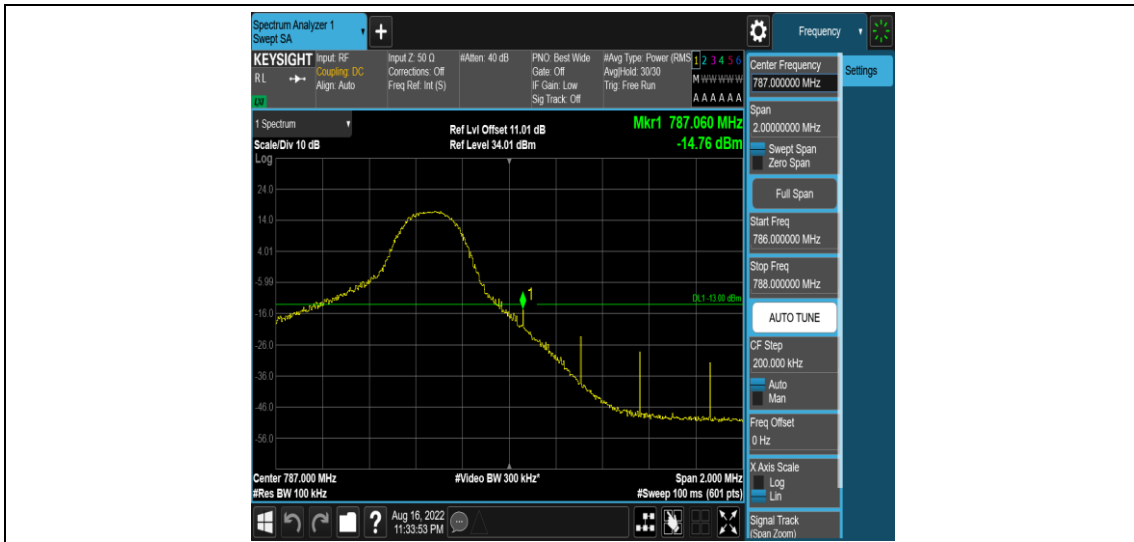 Spectrum Analyzer 1
Swept SA
Frequency
KEYSIGHT
RL
LXI
Input: RF
Coupling: DC
Align: Auto
Input Z: 50 Ω
Corrections: Off
Freq Ref: Int (S)
#Atten: 40 dB
PNO: Best Wide
Gate: Off
IF Gain: Low
Sig Track: Off
#Avg Type: Power (RMS
Avg|Hold: 30/30
Trig: Free Run
1 2 3 4 5 6
M W W W W W
A A A A A A
Center Frequency
787.000000 MHz
Settings
1 Spectrum
Scale/Div 10 dB
Ref Lvl Offset 11.01 dB
Ref Level 34.01 dBm
Mkr1 787.060 MHz
-14.76 dBm
Log
24.0
14.0
4.01
-5.99
-16.0
-26.0
-36.0
-46.0
-56.0
1
DL1 -13.00 dBm
Span
2.00000000 MHz
Swept Span
Zero Span
Full Span
Start Freq
786.000000 MHz
Stop Freq
788.000000 MHz
AUTO TUNE
CF Step
200.000 kHz
Auto
Man
Freq Offset
0 Hz
X Axis Scale
Log
Lin
Signal Track
(Span Zoom)
Center 787.000 MHz
#Res BW 100 kHz
#Video BW 300 kHz*
Span 2.000 MHz
#Sweep 100 ms (601 pts)
?
Aug 16, 2022
11:33:53 PM